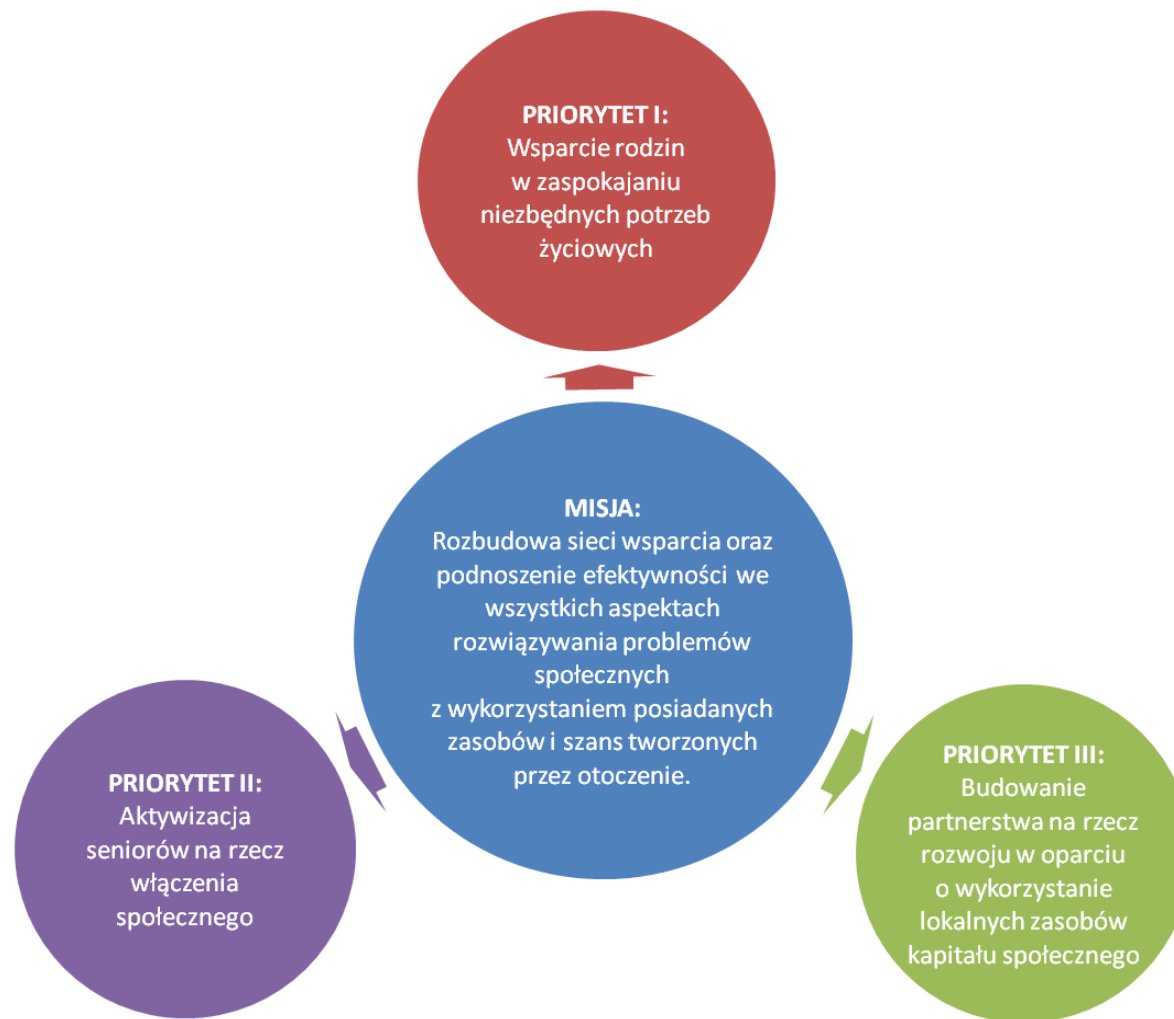 PRIORYTET I:
Wsparcie rodzin
w zaspokajaniu
niezbędnych potrzeb
życiowych
MISJA:
Rozbudowa sieci wsparcia oraz
podnoszenie efektywności we
wszystkich aspektach
rozwiązywania problemów
społecznych
z wykorzystaniem posiadanych
zasobów i szans tworzonych
przez otoczenie.
PRIORYTET II:
Aktywizacja
seniorów na rzecz
włączenia
społecznego
PRIORYTET III:
Budowanie
partnerstwa na rzecz
rozwoju w oparciu
o wykorzystanie
lokalnych zasobów
kapitału społecznego